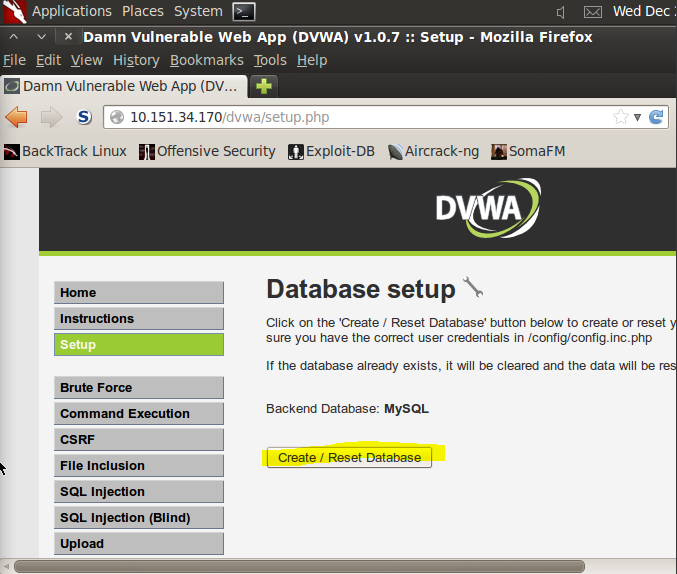 Applications Places System Wed Dec
Damn Vulnerable Web App (DVWA) v1.0.7 :: Setup - Mozilla Firefox
File Edit View History Bookmarks Tools Help
Damn Vulnerable Web App (DV...
S 10.151.34.170/dvwa/setup.php
BackTrack Linux Offensive Security Exploit-DB Aircrack-ng SomaFM
DVWA
Home
Instructions
Setup
Brute Force
Command Execution
CSRF
File Inclusion
SQL Injection
SQL Injection (Blind)
Upload
Database setup
Click on the 'Create / Reset Database' button below to create or reset
sure you have the correct user credentials in /config/config.inc.php
If the database already exists, it will be cleared and the data will be res
Backend Database: MySQL
Create / Reset Database